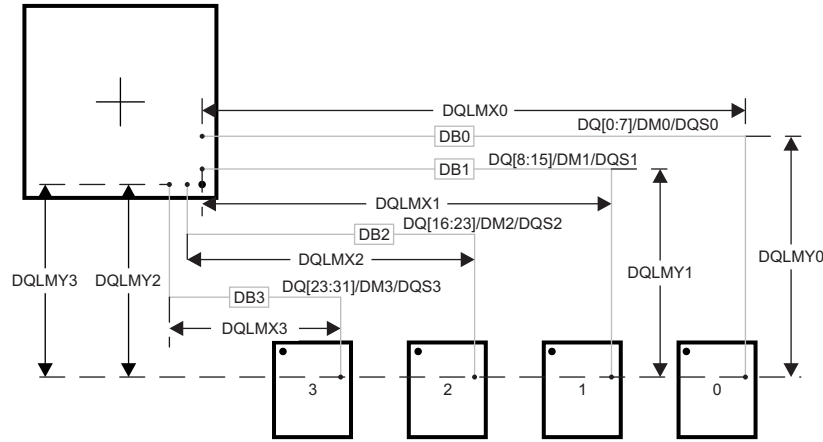 DQLMX0
DQ[0:7]/DM0/DQS0
DB0
DQ[8:15]/DM1/DQS1
DB1
DQLMX1
DQ[16:23]/DM2/DQS2
DB2
DQLMY0
DQLMX2
DQLMY1
DQLMY3 DQLMY2
DQ[23:31]/DM3/DQS3
DB3
DQLMX3
3 2 1 0